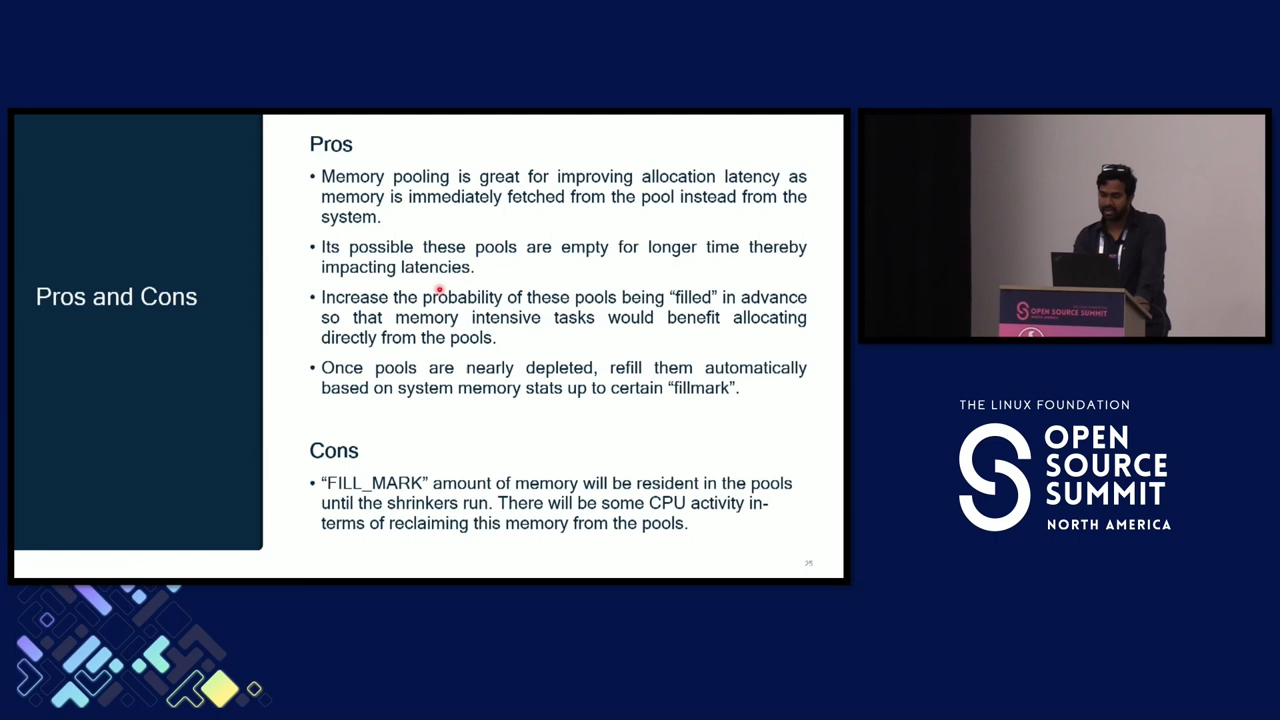 Pros and Cons
Pros
• Memory pooling is great for improving allocation latency as
memory is immediately fetched from the pool instead from the
system.
• Its possible these pools are empty for longer time thereby
impacting latencies.
• Increase the probability of these pools being “filled” in advance
so that memory intensive tasks would benefit allocating
directly from the pools.
• Once pools are nearly depleted, refill them automatically
based on system memory stats up to certain “fillmark”.
Cons
• “FILL_MARK” amount of memory will be resident in the pools
until the shrinkers run. There will be some CPU activity in-
terms of reclaiming this memory from the pools.
25
OPEN SOURCE SUMMIT
THE LINUX FOUNDATION
OPEN
SOURCE
SUMMIT
NORTH AMERICA